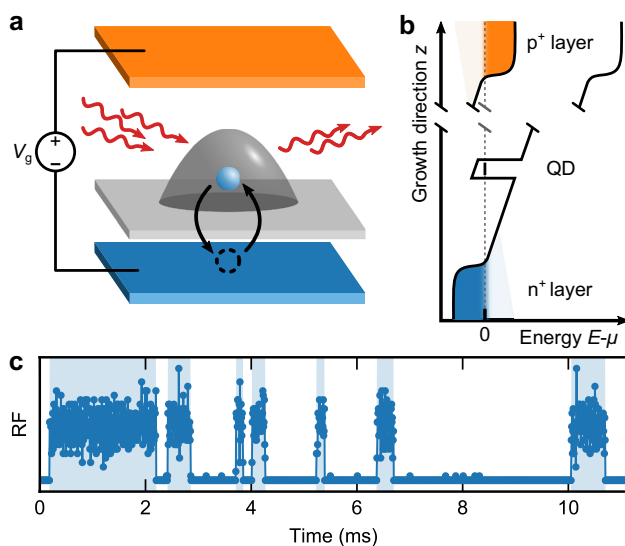 a
V_g
+
−
b
Growth direction z
p⁺ layer
QD
n⁺ layer
0
Energy E-μ
c
RF
0 2 4 6 8 10
Time (ms)